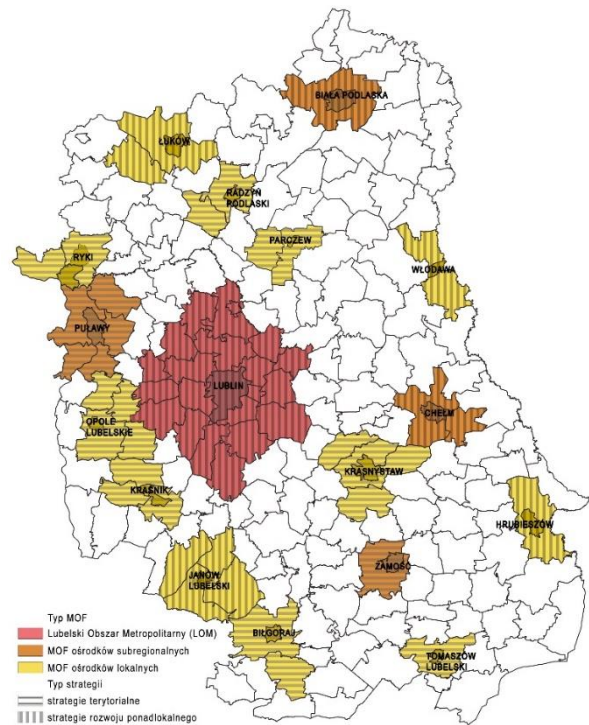 BIAŁA PODLASKA
ŁUKÓW
RADZYŃ
PODLASKI
PARCZEW
RYKI
WŁODAWA
PUŁAWY
LUBLIN
CHEŁM
OPOLE
LUBELSKIE
KRASNYSTAW
KRAŚNIK
HRUBIESZÓW
ZAMOŚĆ
JANÓW
LUBELSKI
BIŁGORAJ
TOMASZÓW
LUBELSKI
Typ MOF
Lubelski Obszar Metropolitarny (LOM)
MOF ośrodków subregionalnych
MOF ośrodków lokalnych
Typ strategii
strategie terytorialne
strategie rozwoju ponadlokalnego